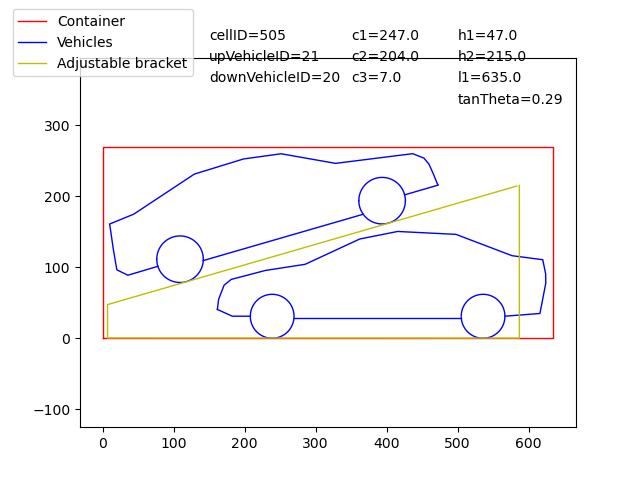 Container
Vehicles
Adjustable bracket
cellID=505
upVehicleID=21
downVehicleID=20
c1=247.0
c2=204.0
c3=7.0
h1=47.0
h2=215.0
l1=635.0
tanTheta=0.29
300
200
100
0
−100
0 100 200 300 400 500 600